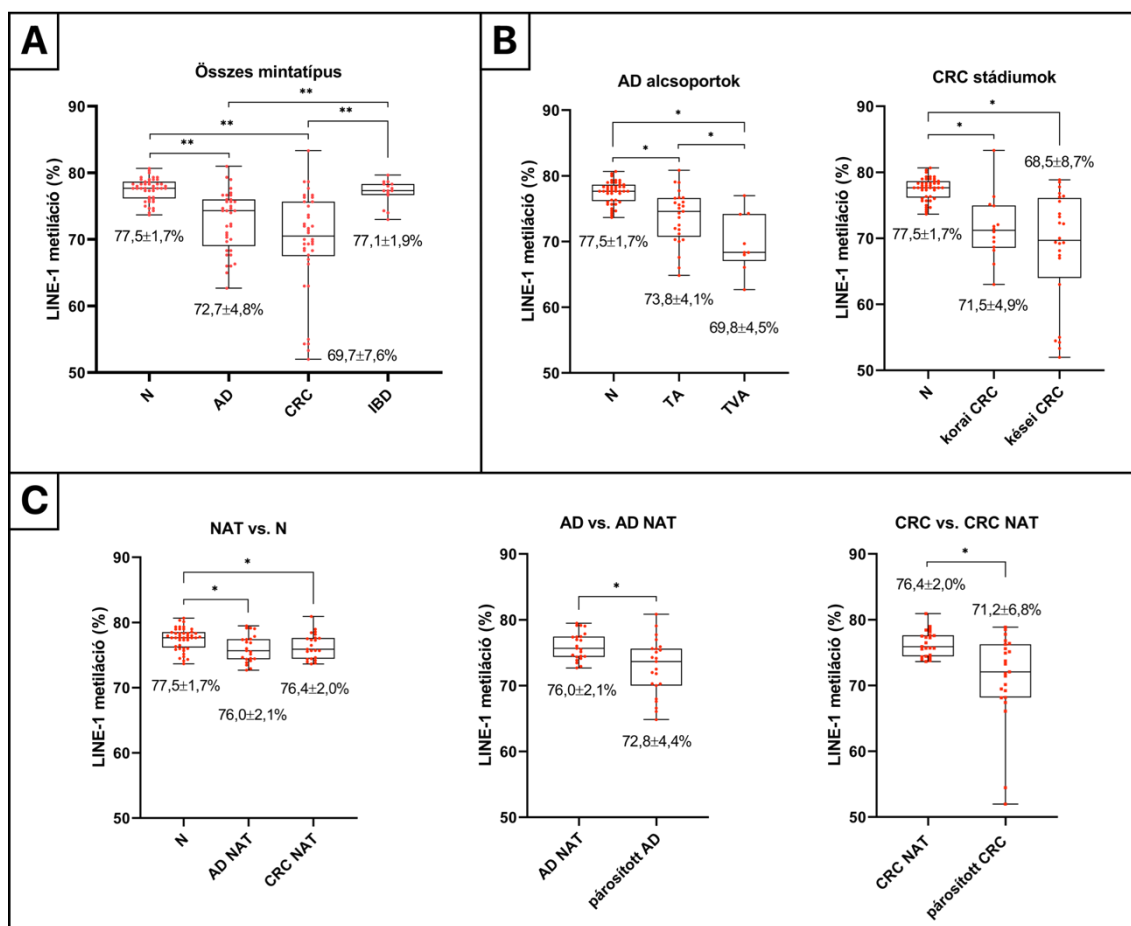 A
Összes mintatípus
LINE-1 metiláció (%)
90
80
70
60
50
**
**
**
**
77,5±1,7%
72,7±4,8%
69,7±7,6%
77,1±1,9%
N
AD
CRC
IBD
B
AD alcsoportok
LINE-1 metiláció (%)
90
80
70
60
50
*
*
*
77,5±1,7%
73,8±4,1%
69,8±4,5%
N
TA
TVA
CRC stádiumok
LINE-1 metiláció (%)
90
80
70
60
50
*
*
68,5±8,7%
77,5±1,7%
71,5±4,9%
N
korai CRC
kései CRC
C
NAT vs. N
LINE-1 metiláció (%)
90
80
70
60
50
*
*
77,5±1,7%
76,0±2,1%
76,4±2,0%
N
AD NAT
CRC NAT
AD vs. AD NAT
LINE-1 metiláció (%)
90
80
70
60
50
*
76,0±2,1%
72,8±4,4%
AD NAT
párosított AD
CRC vs. CRC NAT
LINE-1 metiláció (%)
90
80
70
60
50
*
76,4±2,0%
71,2±6,8%
CRC NAT
párosított CRC